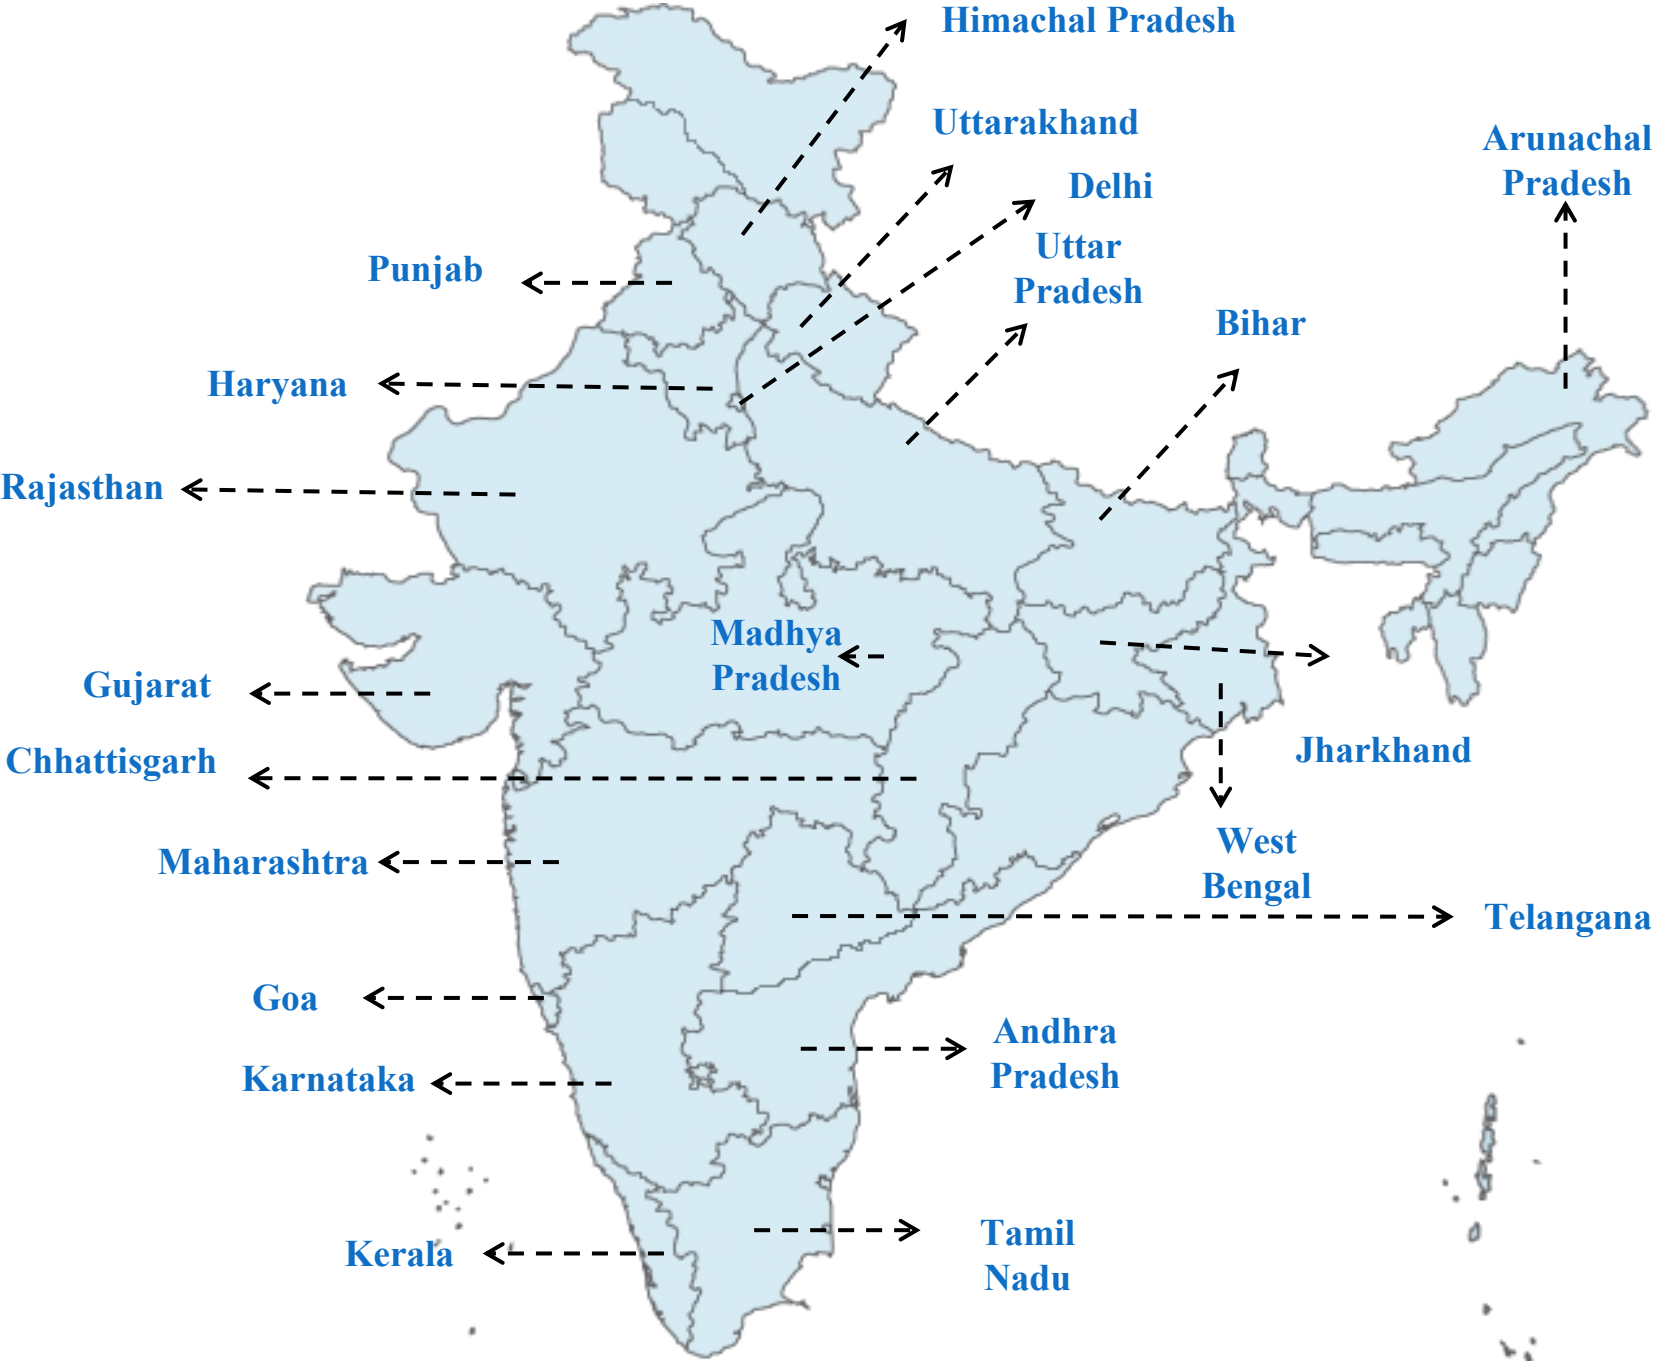 Himachal Pradesh
Uttarakhand
Arunachal
Pradesh
Delhi
Uttar
Pradesh
Punjab
Bihar
Haryana
Rajasthan
Madhya
Pradesh
Gujarat
Chhattisgarh
Jharkhand
Maharashtra
West
Bengal
Telangana
Goa
Andhra
Pradesh
Karnataka
Kerala
Tamil
Nadu